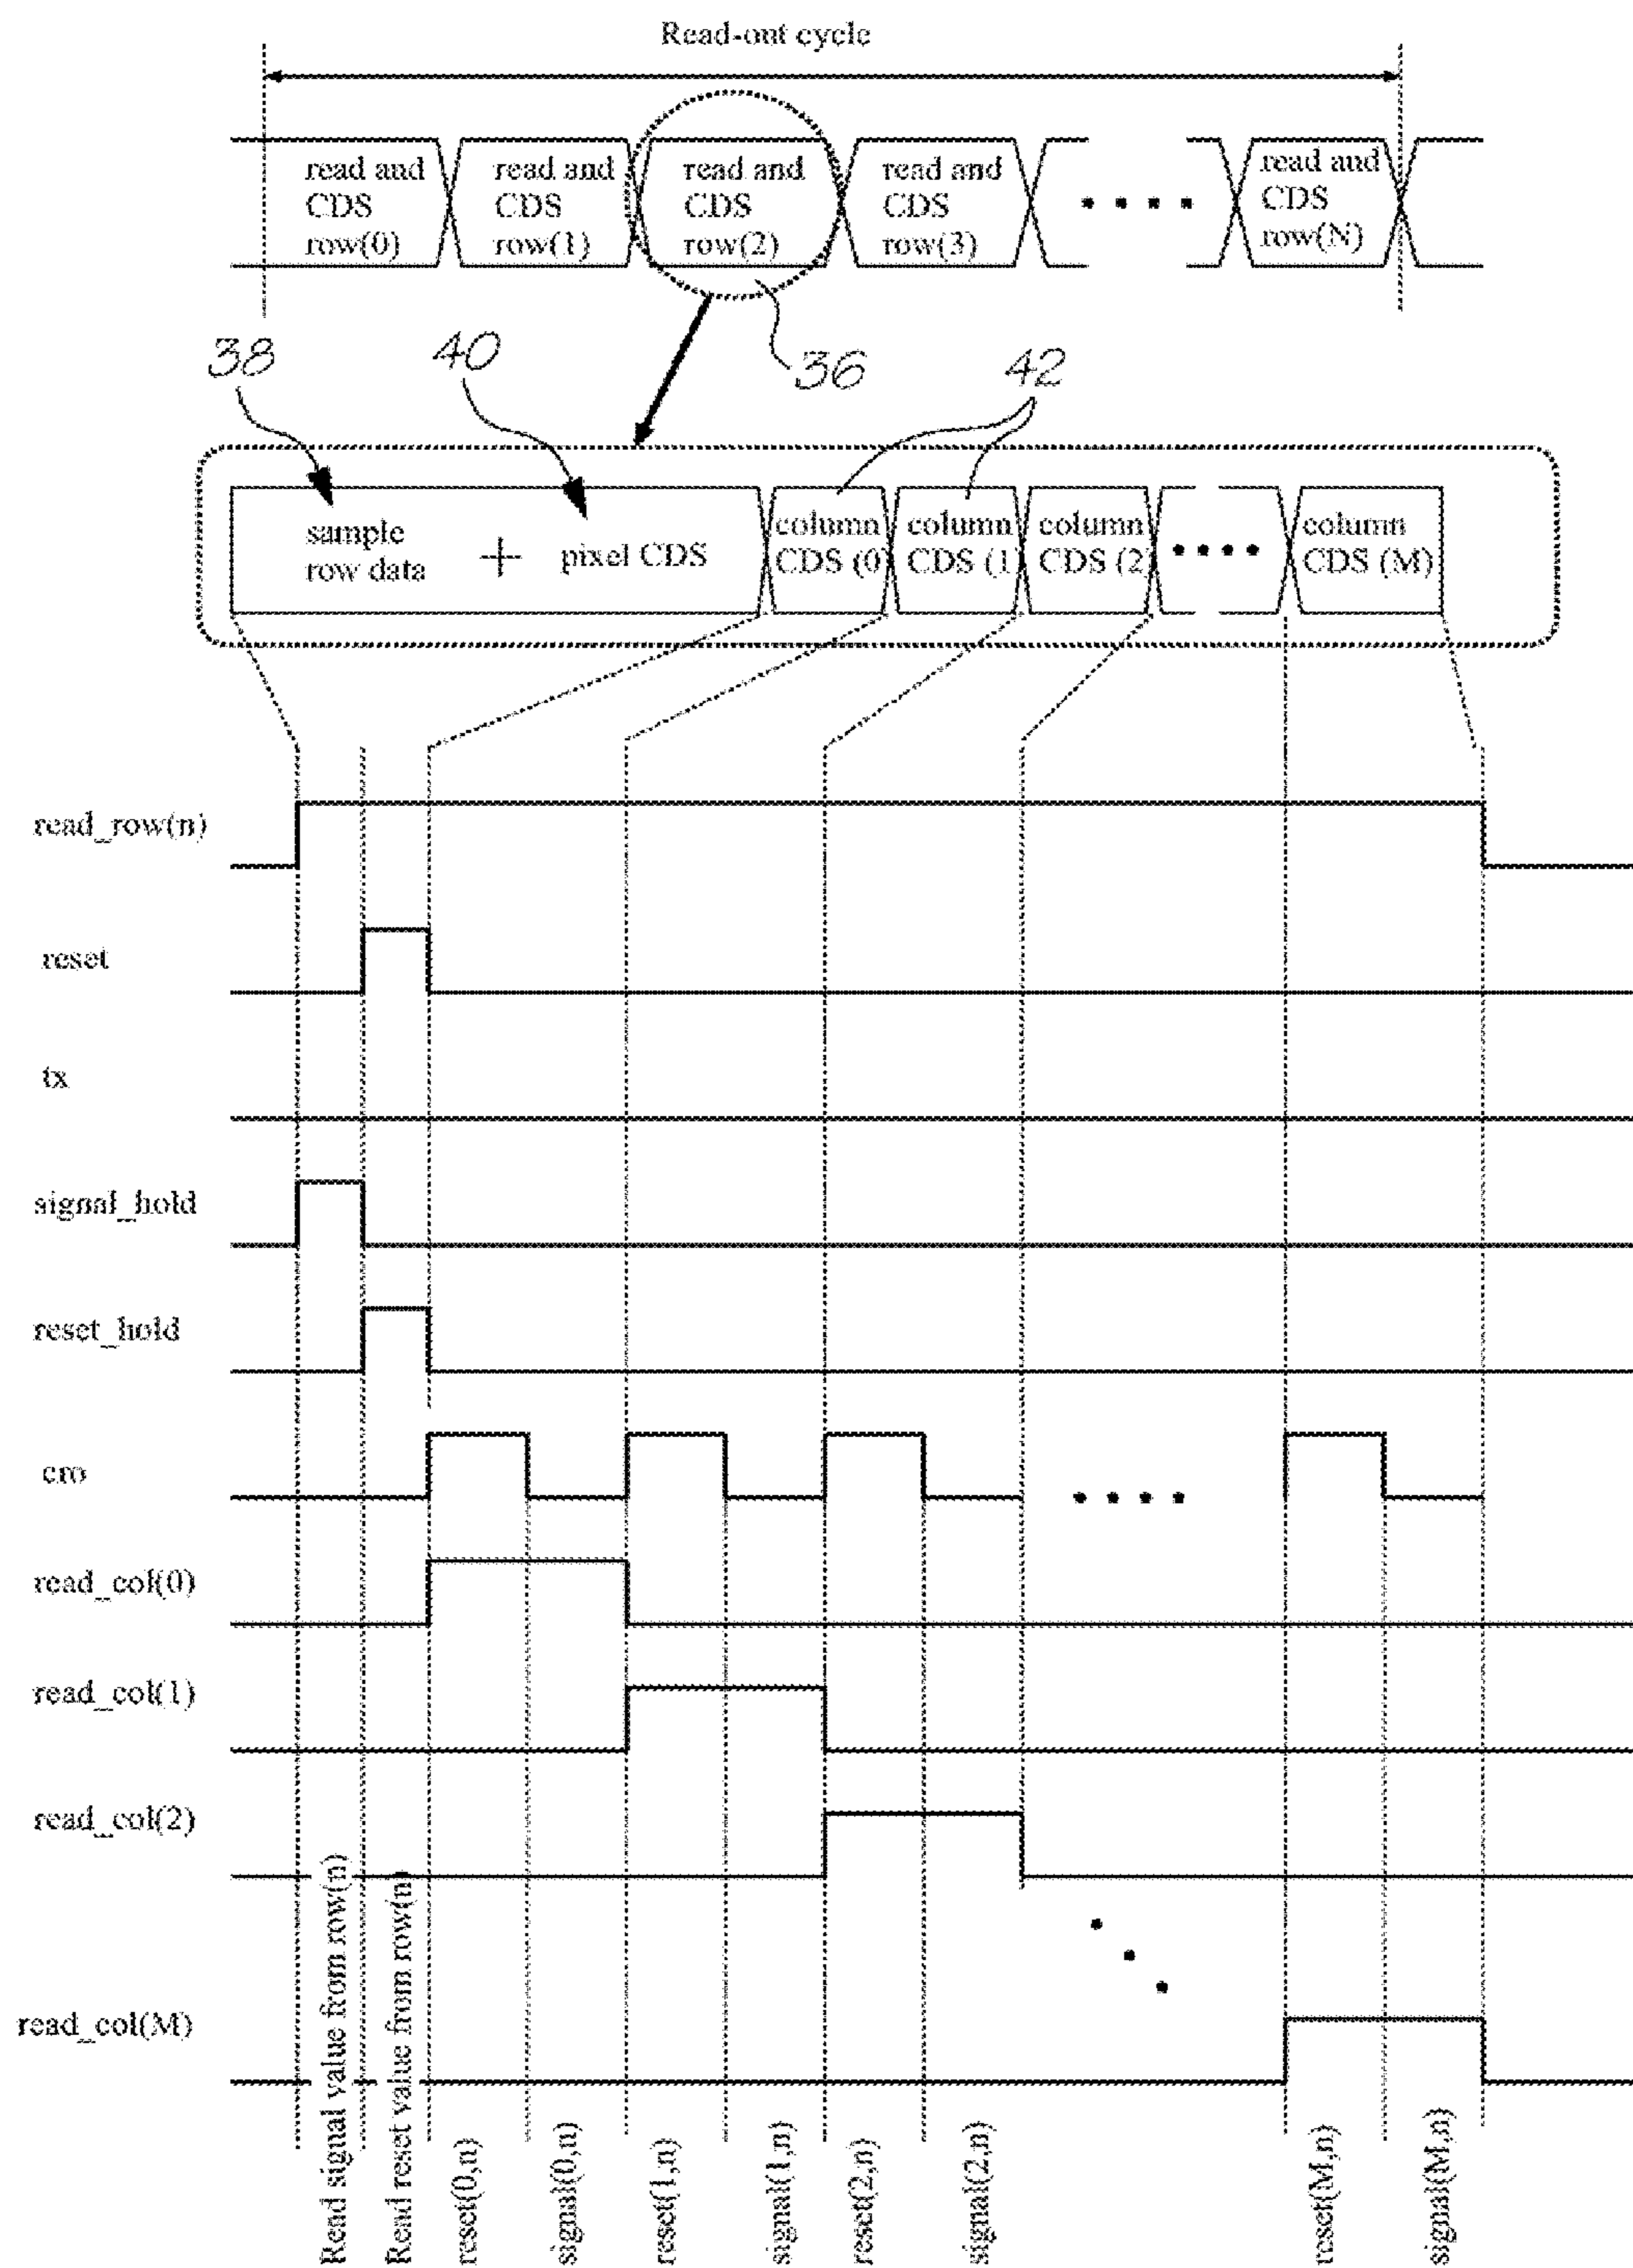 Read-out cycle
read and CDS row(0)
read and CDS row(1)
read and CDS row(2)
read and CDS row(3)
read and CDS row(N)
38
40
36
42
sample row data
+
pixel CDS
column CDS (0)
column CDS (1)
column CDS (2)
column CDS (M)
read_row(n)
reset
tx
signal_hold
reset_hold
cro
read_col(0)
read_col(1)
read_col(2)
read_col(M)
Read signal value from row(n)
Read reset value from row(n)
reset(0,n)
signal(0,n)
reset(1,n)
signal(1,n)
reset(2,n)
signal(2,n)
reset(M,n)
signal(M,n)